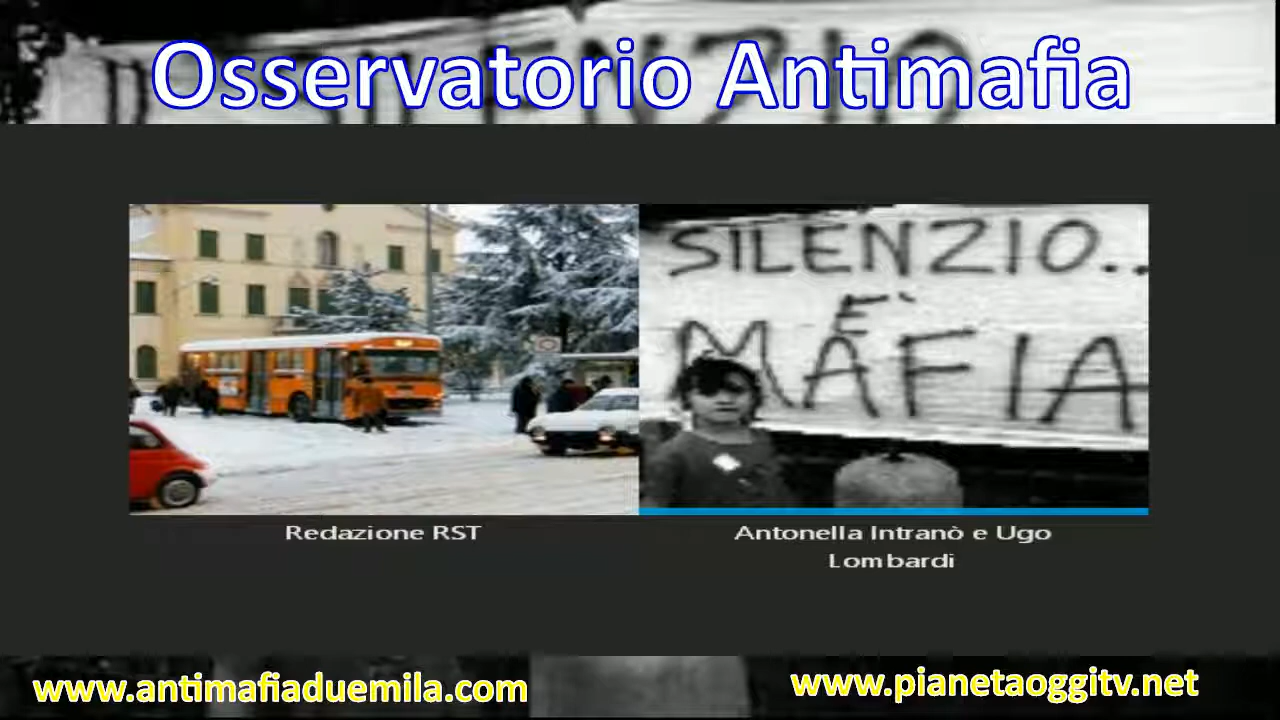 Osservatorio Antimafia
SILENZIO..
E'
MAFIA
Redazione RST
Antonella Intranò e Ugo
Lombardi
www.antimafiaduemila.com
www.pianetaoggitv.net